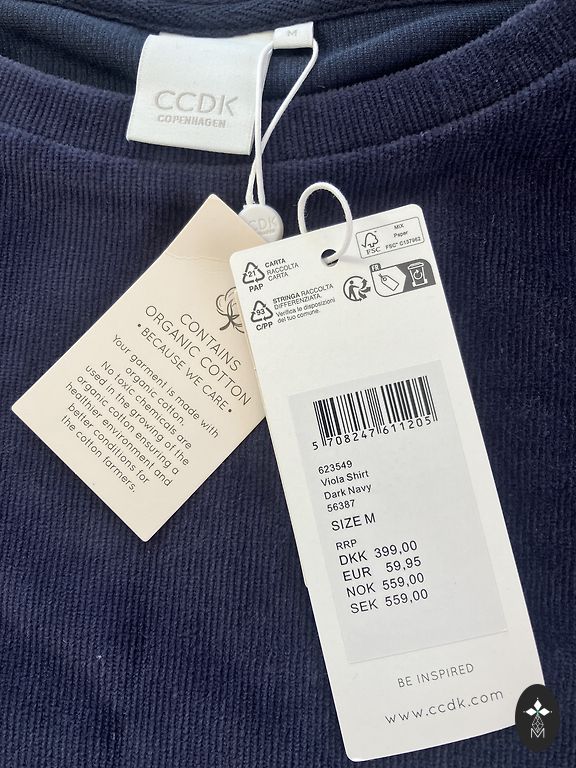 M
CCDK
COPENHAGEN
CCDK
CONTAINS
ORGANIC COTTON
• BECAUSE WE CARE •
Your garment is made with
organic cotton.
No toxic chemicals are
used in the growing of the
organic cotton ensuring a
healthier environment and
better conditions for
the cotton farmers.
MIX
Paper
FSC
FSC® C137962
21
PAP
CARTA
RACCOLTA
CARTA
93
C/PP
STRINGA RACCOLTA
DIFFERENZIATA.
Verifica le disposizioni
del tuo comune.
FR
5 708247 611205
623549
Viola Shirt
Dark Navy
56387
SIZE M
RRP
DKK 399,00
EUR 59,95
NOK 559,00
SEK 559,00
BE INSPIRED
www.ccdk.com
M